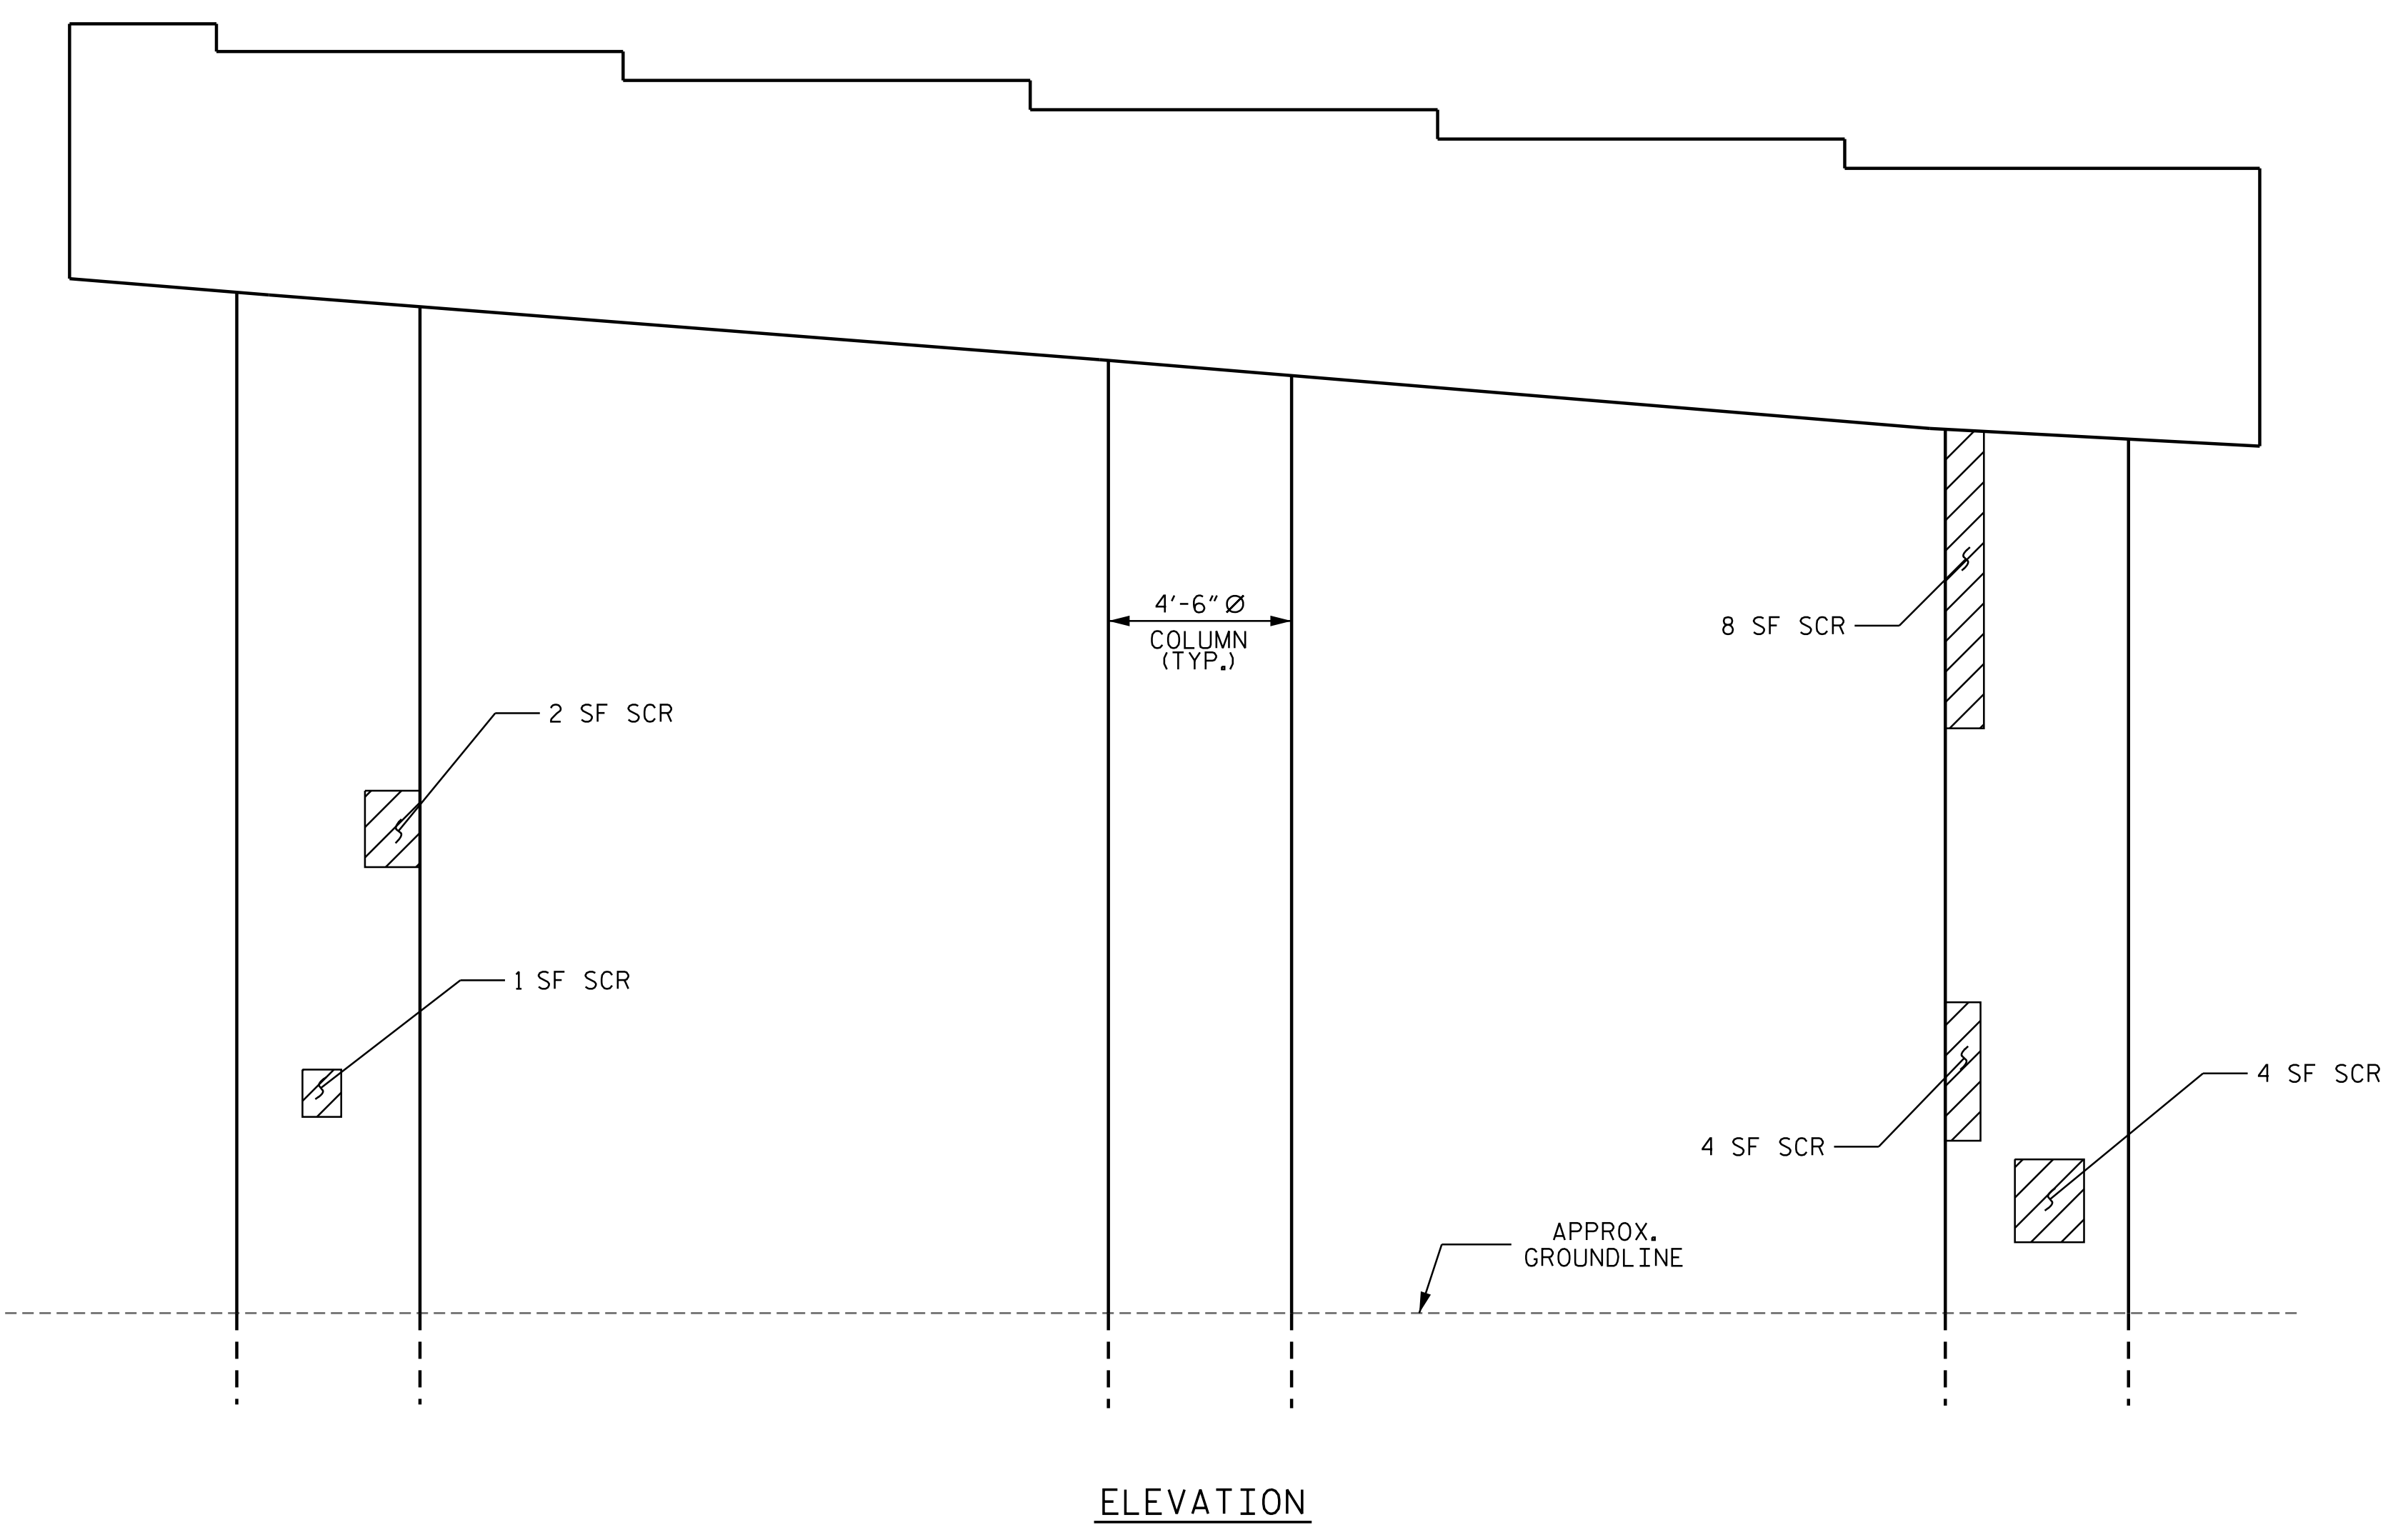 4'-6" Ø
COLUMN
(TYP.)
8 SF SCR
2 SF SCR
1 SF SCR
4 SF SCR
4 SF SCR
APPROX.
GROUNDLINE
ELEVATION